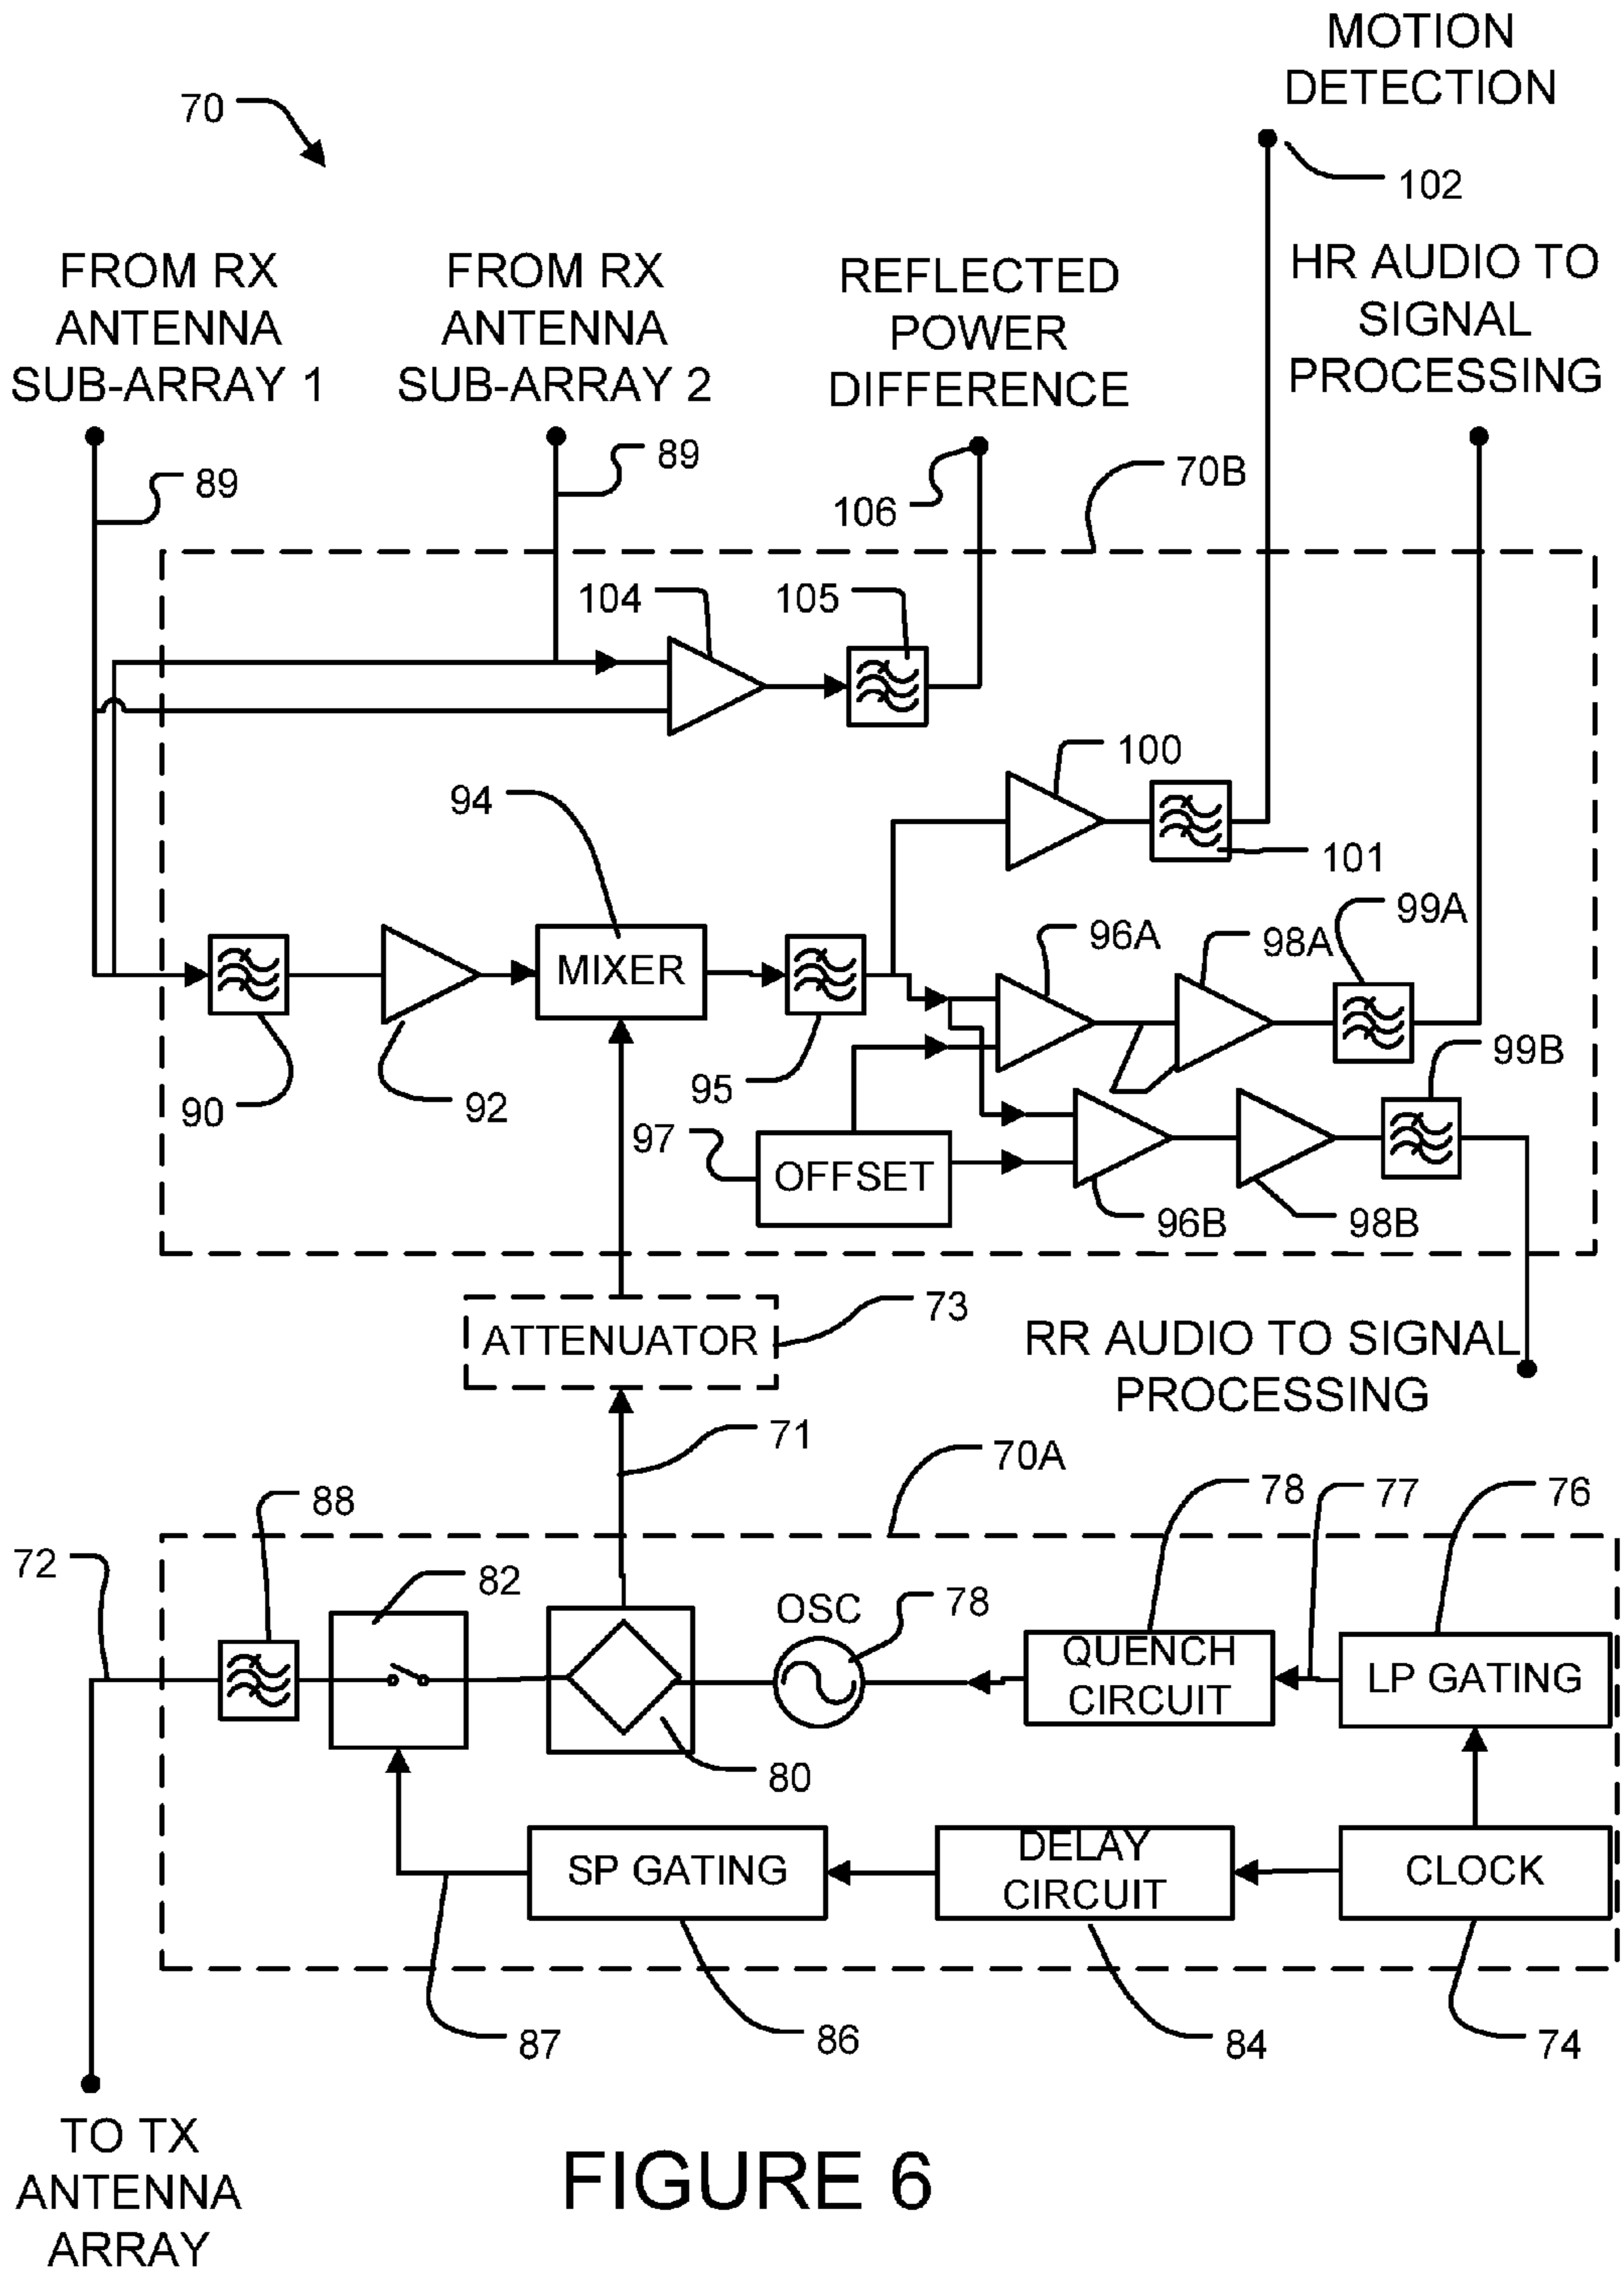 MOTION
DETECTION
70
102
FROM RX
ANTENNA
SUB-ARRAY 1
FROM RX
ANTENNA
SUB-ARRAY 2
REFLECTED
POWER
DIFFERENCE
HR AUDIO TO
SIGNAL
PROCESSING
89
89
106
70B
104
105
100
94
101
99A
96A
98A
MIXER
99B
95
90
92
97
OFFSET
96B
98B
73
ATTENUATOR
RR AUDIO TO SIGNAL
PROCESSING
71
70A
88
78
77
76
72
82
OSC
78
QUENCH
CIRCUIT
LP GATING
80
SP GATING
DELAY
CIRCUIT
CLOCK
87
86
84
74
TO TX
ANTENNA
ARRAY
FIGURE 6